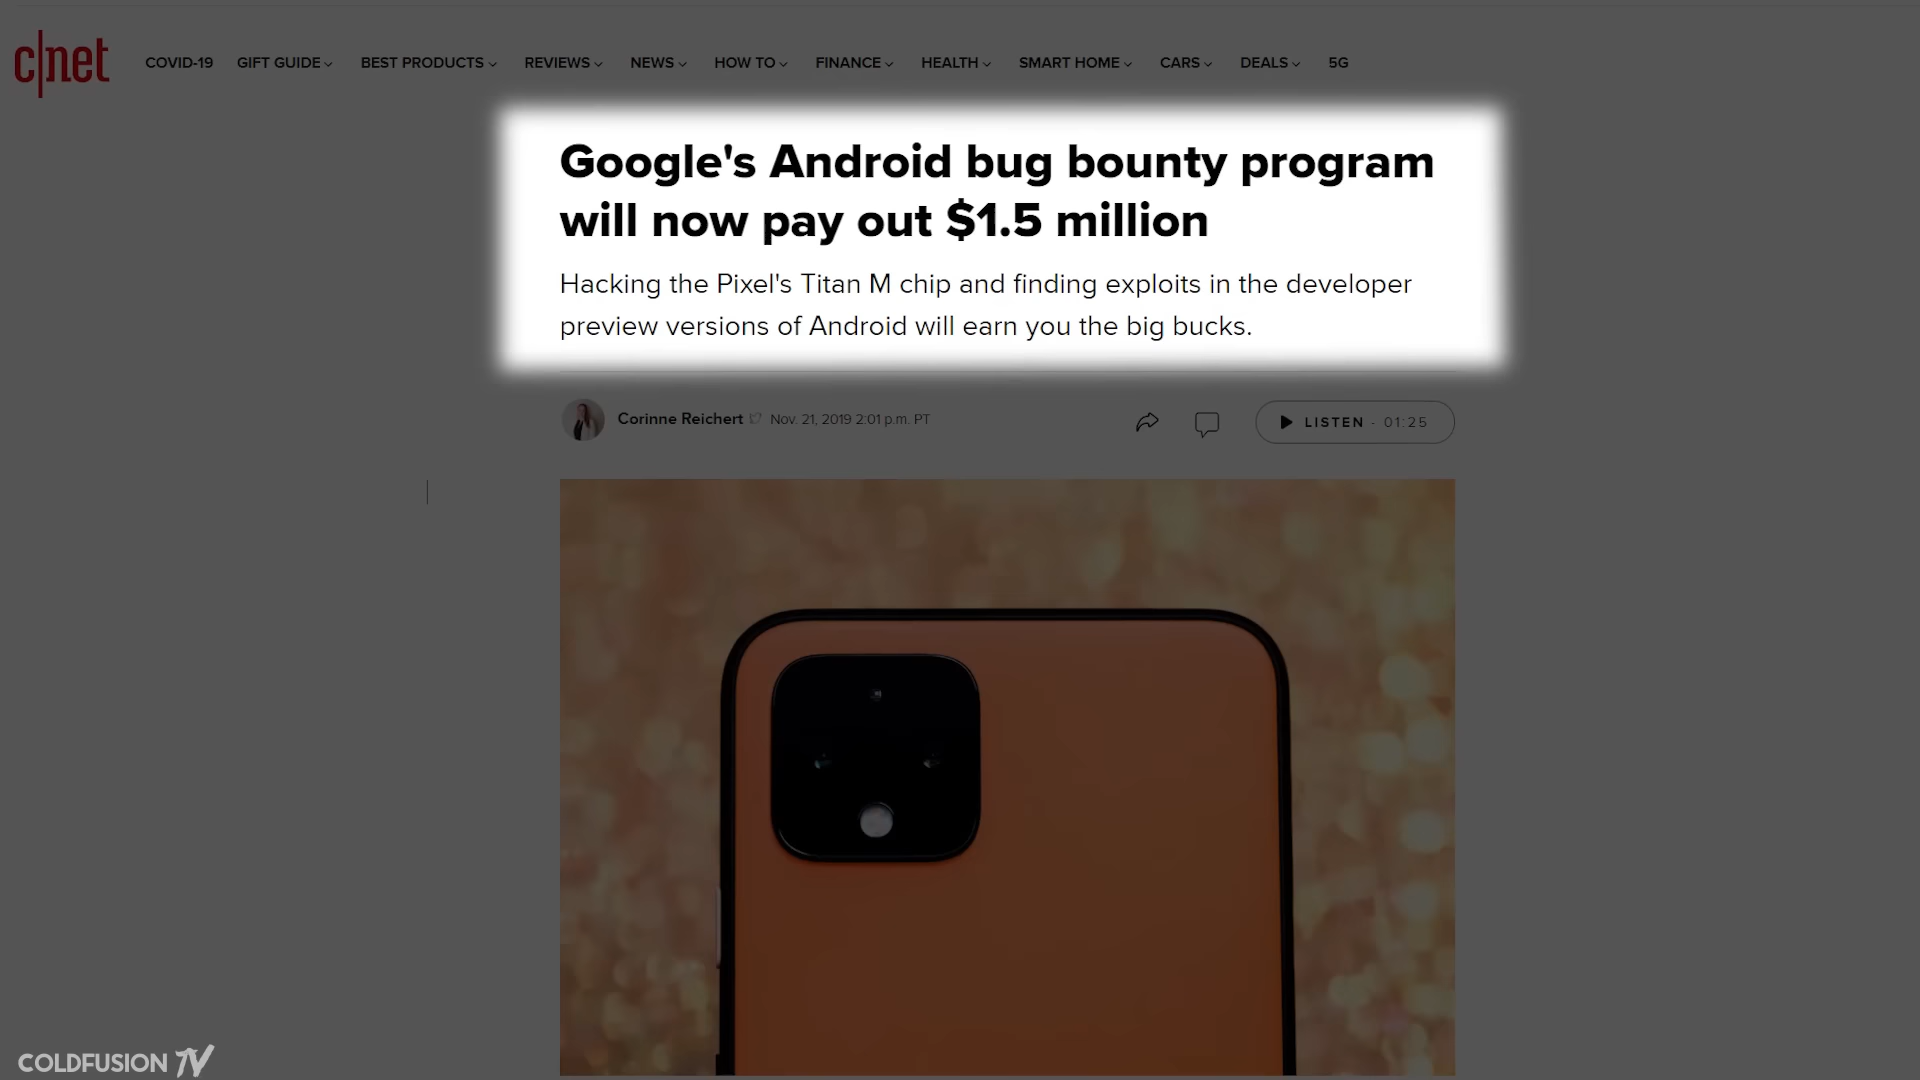 c|net
COVID-19 GIFT GUIDE BEST PRODUCTS REVIEWS NEWS HOW TO FINANCE HEALTH SMART HOME CARS DEALS 5G
Google's Android bug bounty program
will now pay out $1.5 million
Hacking the Pixel's Titan M chip and finding exploits in the developer
preview versions of Android will earn you the big bucks.
Corinne Reichert Nov. 21, 2019 2:01 p.m. PT
LISTEN - 01:25
COLDFUSION TV